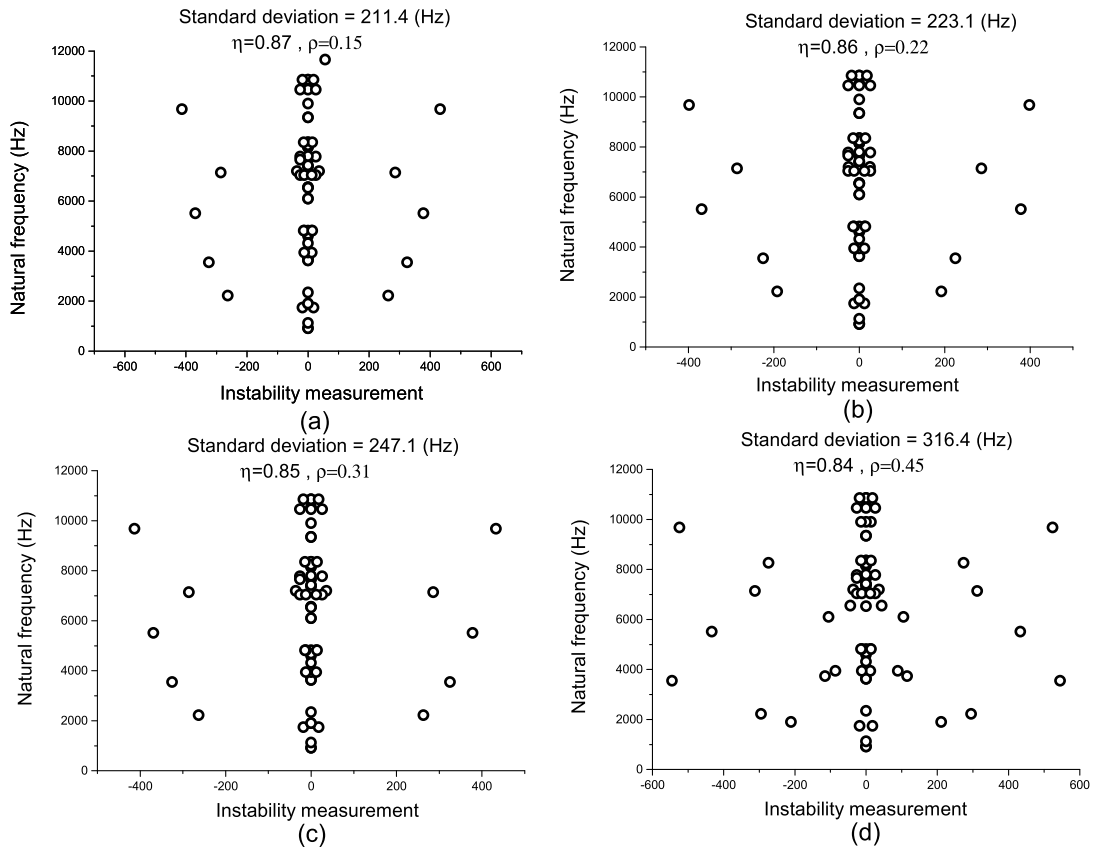 Standard deviation = 211.4 (Hz)
η=0.87 , ρ=0.15
12000
10000
8000
6000
4000
2000
0
Natural frequency (Hz)
-600 -400 -200 0 200 400 600
Instability measurement
(a)
Standard deviation = 223.1 (Hz)
η=0.86 , ρ=0.22
12000
10000
8000
6000
4000
2000
0
Natural frequency (Hz)
-400 -200 0 200 400
Instability measurement
(b)
Standard deviation = 247.1 (Hz)
η=0.85 , ρ=0.31
12000
10000
8000
6000
4000
2000
0
Natural frequency (Hz)
-400 -200 0 200 400
Instability measurement
(c)
Standard deviation = 316.4 (Hz)
η=0.84 , ρ=0.45
12000
10000
8000
6000
4000
2000
0
Natural frequency (Hz)
-600 -400 -200 0 200 400 600
Instability measurement
(d)